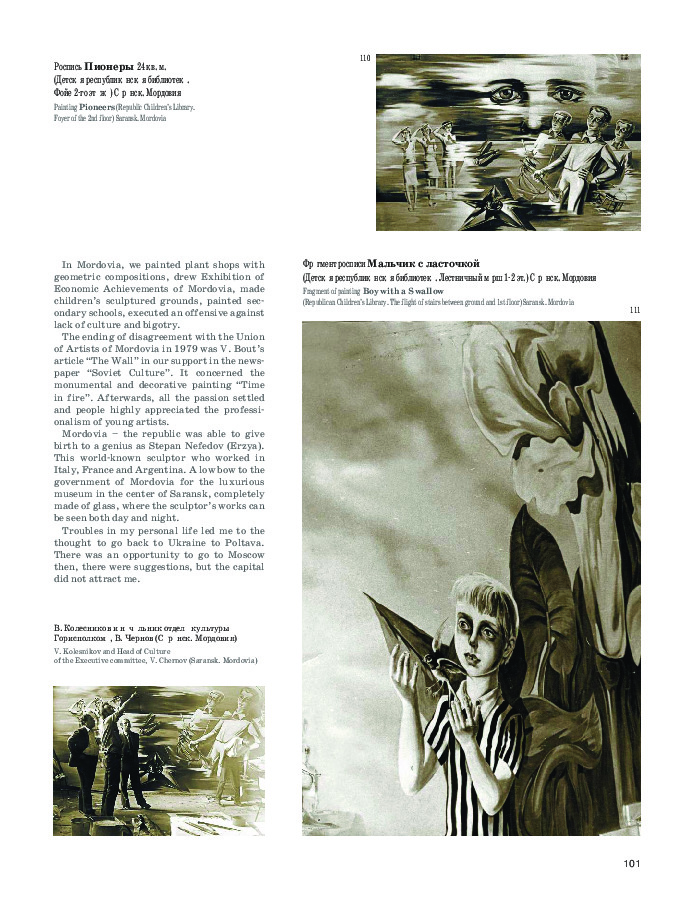 110
Роспись Пионеры 24 кв. м.
(Детск я республик нск я библиотек .
Фойе 2-го эт ж ) С р нск. Мордовия
Painting Pioneers (Republic Children's Library.
Foyer of the 2nd floor) Saransk. Mordovia
In Mordovia, we painted plant shops with
geometric compositions, drew Exhibition of
Economic Achievements of Mordovia, made
children's sculptured grounds, painted sec-
ondary schools, executed an offensive against
lack of culture and bigotry.
The ending of disagreement with the Union
of Artists of Mordovia in 1979 was V. Bout's
article “The Wall” in our support in the news-
paper “Soviet Culture”. It concerned the
monumental and decorative painting “Time
in fire”. Afterwards, all the passion settled
and people highly appreciated the professi-
onalism of young artists.
Mordovia – the republic was able to give
birth to a genius as Stepan Nefedov (Erzya).
This world-known sculptor who worked in
Italy, France and Argentina. A low bow to the
government of Mordovia for the luxurious
museum in the center of Saransk, completely
made of glass, where the sculptor's works can
be seen both day and night.
Troubles in my personal life led me to the
thought to go back to Ukraine to Poltava.
There was an opportunity to go to Moscow
then, there were suggestions, but the capital
did not attract me.
В. Колесников и н ч льник отдел культуры
Горисполком , В. Чернов (С р нск. Мордовия)
V. Kolesnikov and Head of Culture
of the Executive committee, V. Chernov (Saransk. Mordovia)
Фр гмент росписи Мальчик с ласточкой
(Детск я республик нск я библиотек . Лестничный м рш 1-2 эт.) С р нск. Мордовия
Fragment of painting Boy with a Swallow
(Republican Children's Library. The flight of stairs between ground and 1st floor) Saransk. Mordovia
111
101